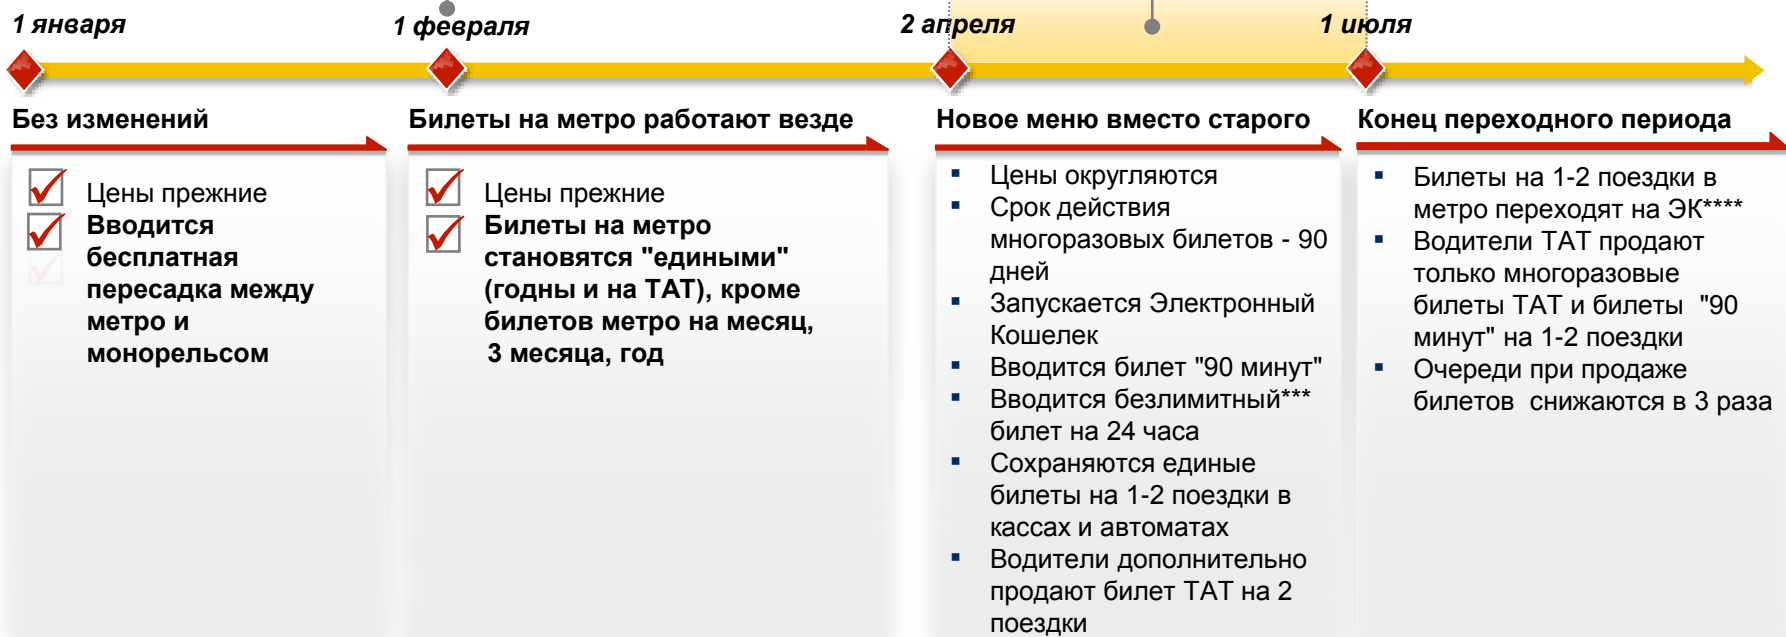 1 января
1 февраля
2 апреля
1 июля
Без изменений
Цены прежние
Вводится
бесплатная
пересадка между
метро и
монорельсом
Билеты на метро работают везде
Цены прежние
Билеты на метро
становятся "едиными"
(годны и на ТАТ), кроме
билетов метро на месяц,
3 месяца, год
Новое меню вместо старого
Цены округляются
Срок действия
многоразовых билетов - 90
дней
Запускается Электронный
Кошелек
Вводится билет "90 минут"
Вводится безлимитный***
билет на 24 часа
Сохраняются единые
билеты на 1-2 поездки в
кассах и автоматах
Водители дополнительно
продают билет ТАТ на 2
поездки
Конец переходного периода
Билеты на 1-2 поездки в
метро переходят на ЭК****
Водители ТАТ продают
только многоразовые
билеты ТАТ и билеты "90
минут" на 1-2 поездки
Очереди при продаже
билетов снижаются в 3 раза